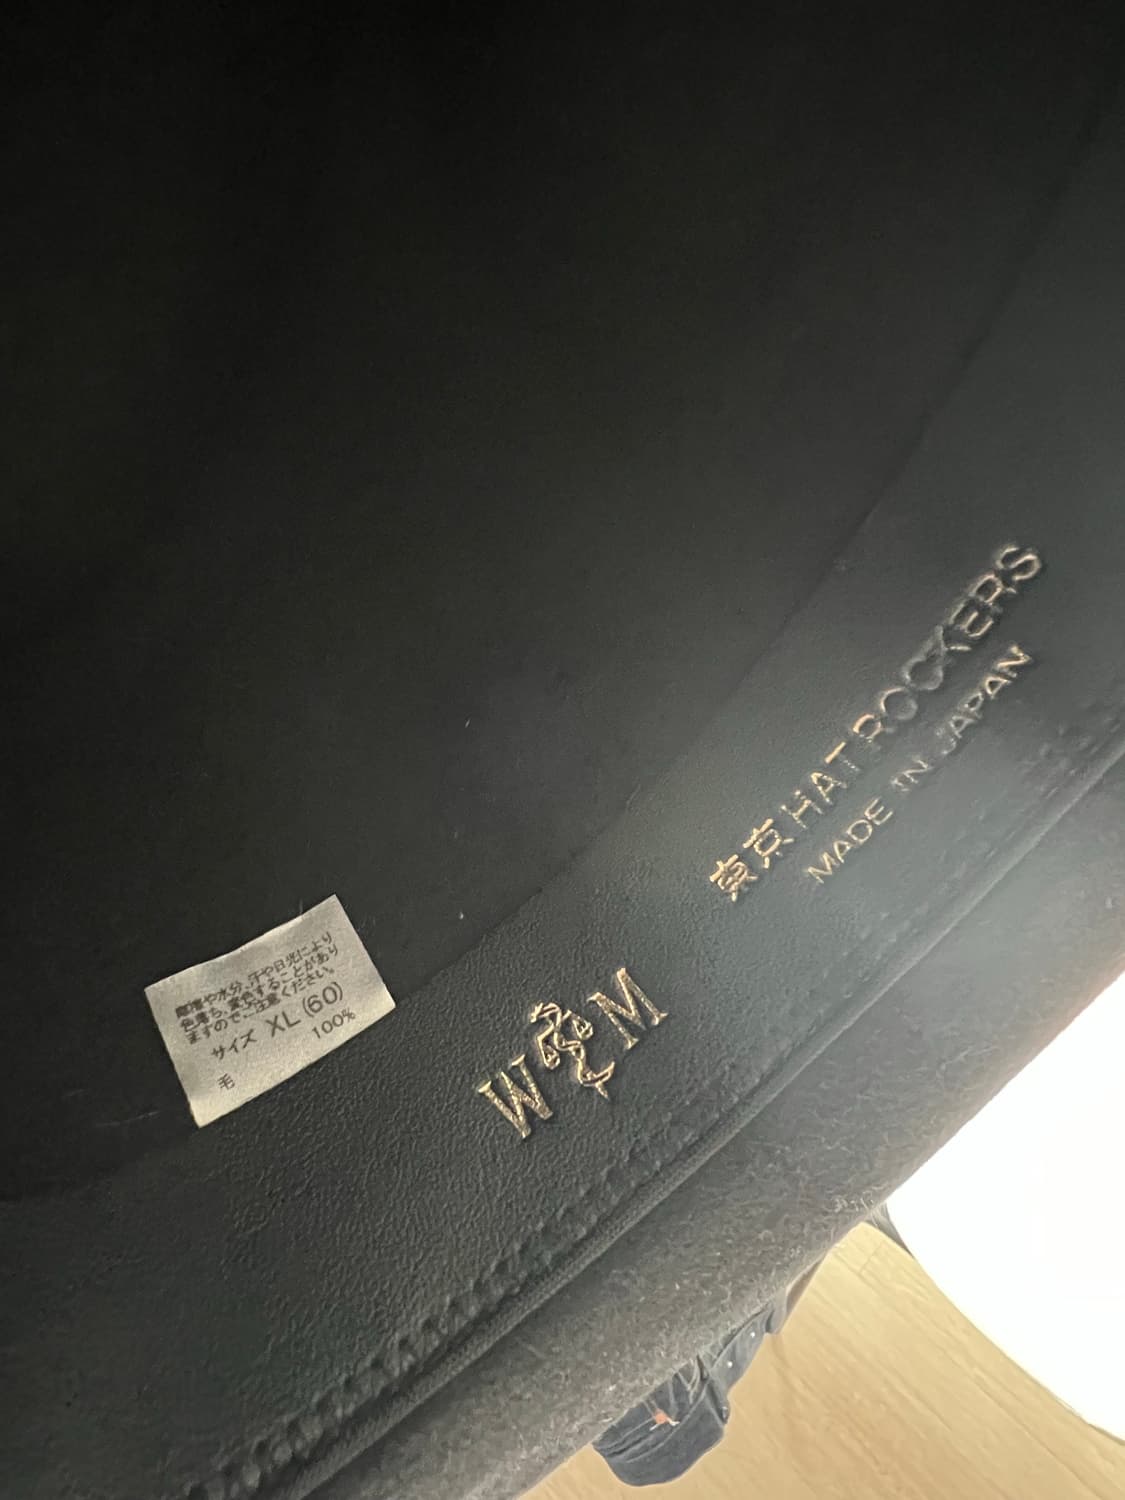 摩擦や水分、汗や日光により
色落ち、変色することがあり
ますのでご注意ください。
サイズ XL (60)
毛 100%
W M
東京HAT ROCKERS
MADE IN JAPAN